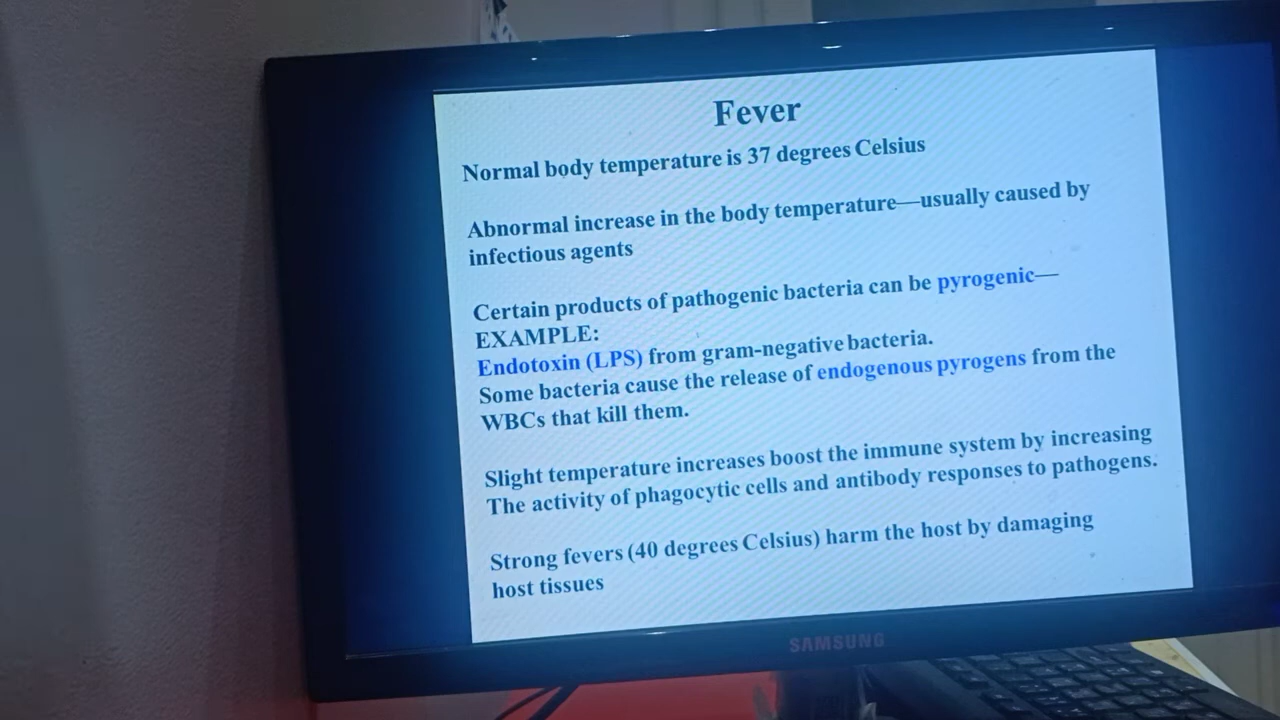 Fever
Normal body temperature is 37 degrees Celsius
Abnormal increase in the body temperature—usually caused by
infectious agents
Certain products of pathogenic bacteria can be pyrogenic—
EXAMPLE:
Endotoxin (LPS) from gram-negative bacteria.
Some bacteria cause the release of endogenous pyrogens from the
WBCs that kill them.
Slight temperature increases boost the immune system by increasing
The activity of phagocytic cells and antibody responses to pathogens.
Strong fevers (40 degrees Celsius) harm the host by damaging
host tissues
SAMSUNG